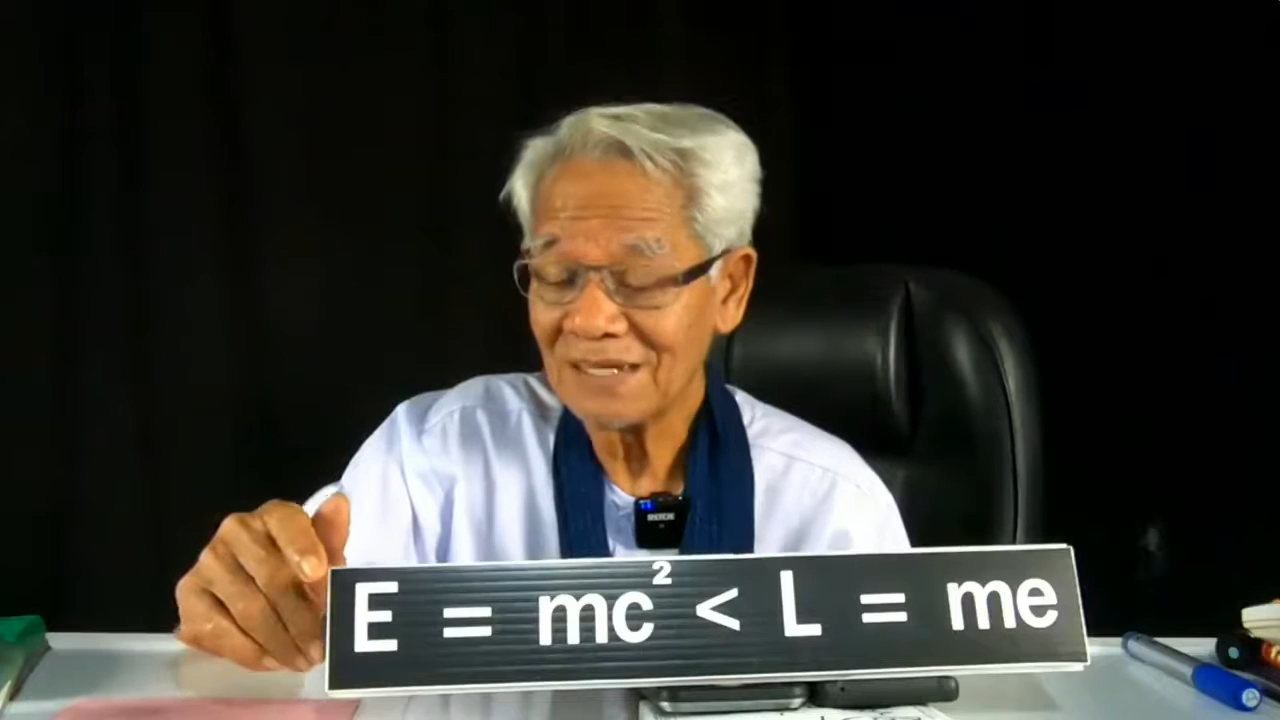 E = mc² < L = me